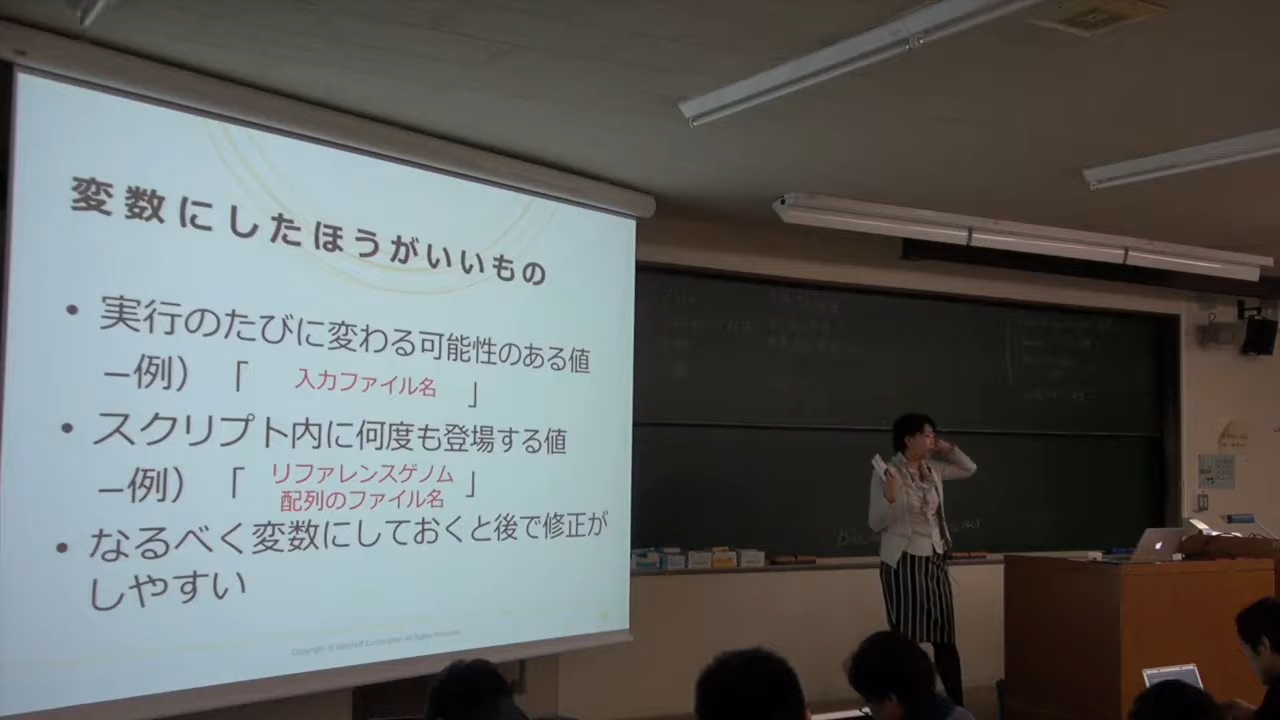 変数にしたほうがいいもの
• 実行のたびに変わる可能性のある値
–例）「 入力ファイル名 」
• スクリプト内に何度も登場する値
–例）「 リファレンスゲノム
配列のファイル名 」
• なるべく変数にしておくと後で修正が
しやすい